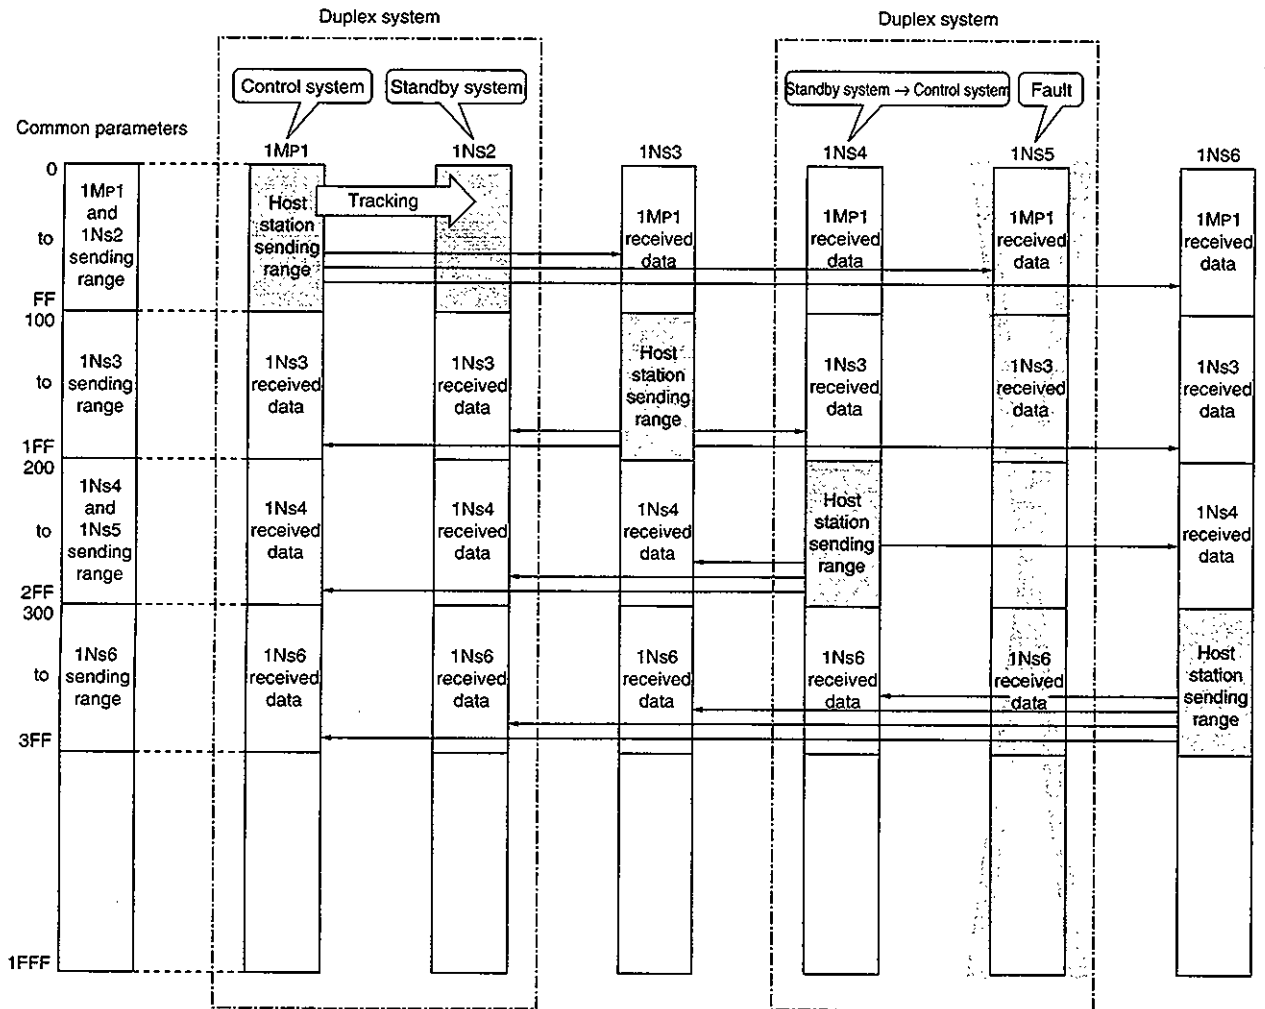 Duplex system
Duplex system
Control system
Standby system
Standby system → Control system
Fault
Common parameters
1MP1
1NS2
1NS3
1NS4
1NS5
1NS6
0
to
FF
100
to
1FF
200
to
2FF
300
to
3FF
1FFF
1MP1
and
1NS2
sending
range
1NS3
sending
range
1NS4
and
1NS5
sending
range
1NS6
sending
range
Host
station
sending
range
Tracking
1NS3
received
data
1NS4
received
data
1NS6
received
data
1NS3
received
data
1NS4
received
data
1NS6
received
data
1MP1
received
data
Host
station
sending
range
1NS4
received
data
1NS6
received
data
1MP1
received
data
1NS3
received
data
Host
station
sending
range
1NS6
received
data
1MP1
received
data
1NS3
received
data
1NS6
received
data
1MP1
received
data
1NS3
received
data
1NS4
received
data
Host
station
sending
range